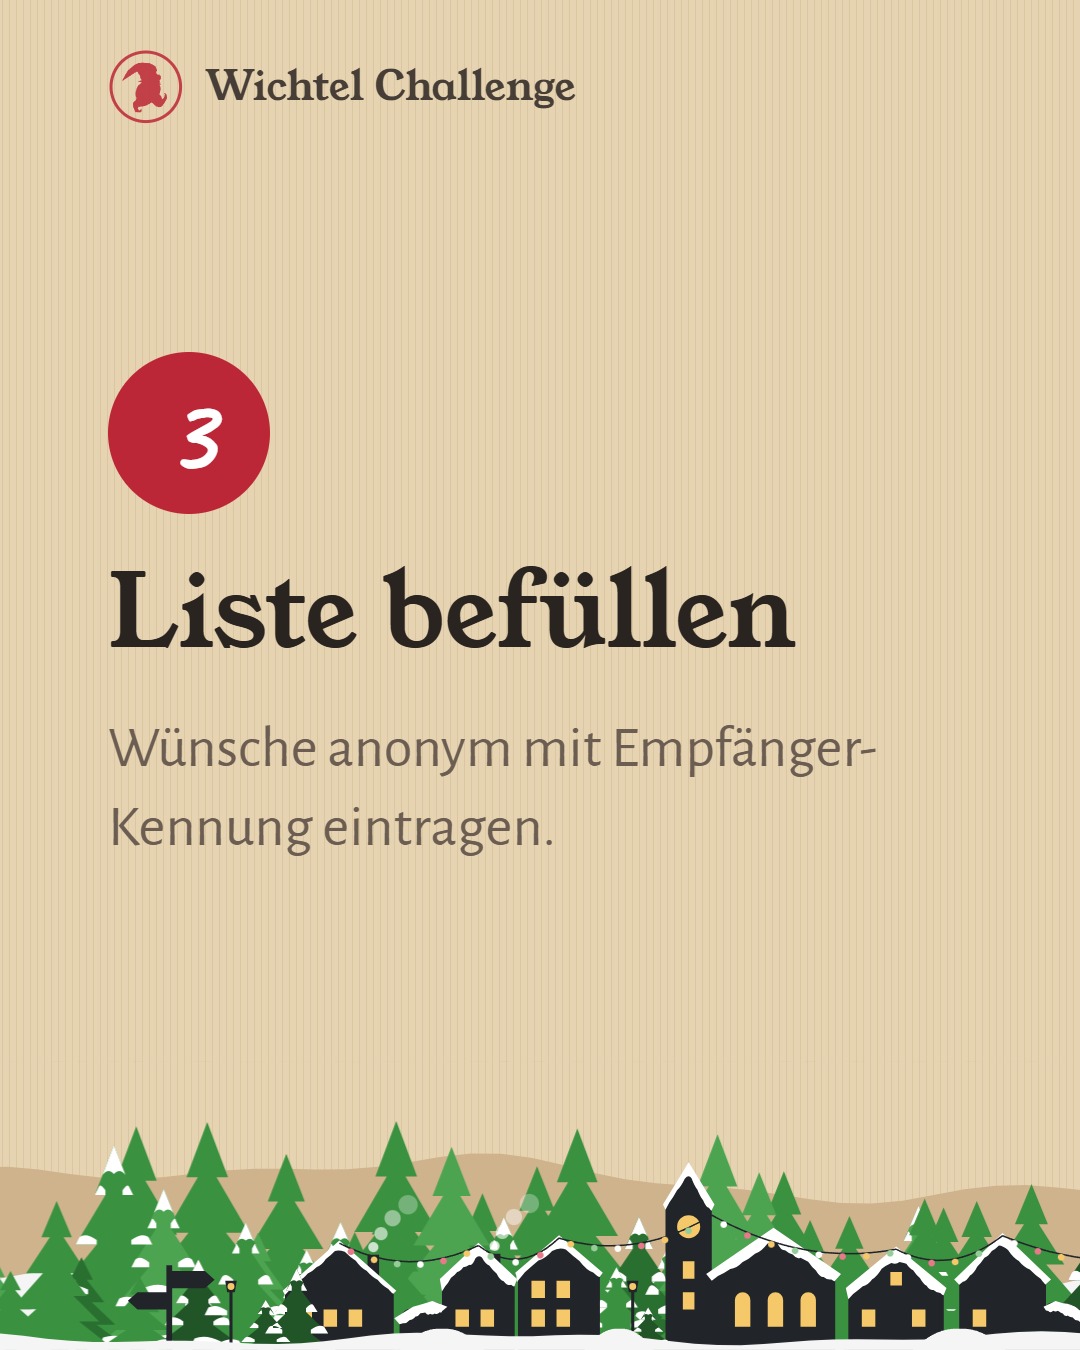 Wichtel Challenge
3
Liste befüllen
Wünsche anonym mit Empfänger-
Kennung eintragen.